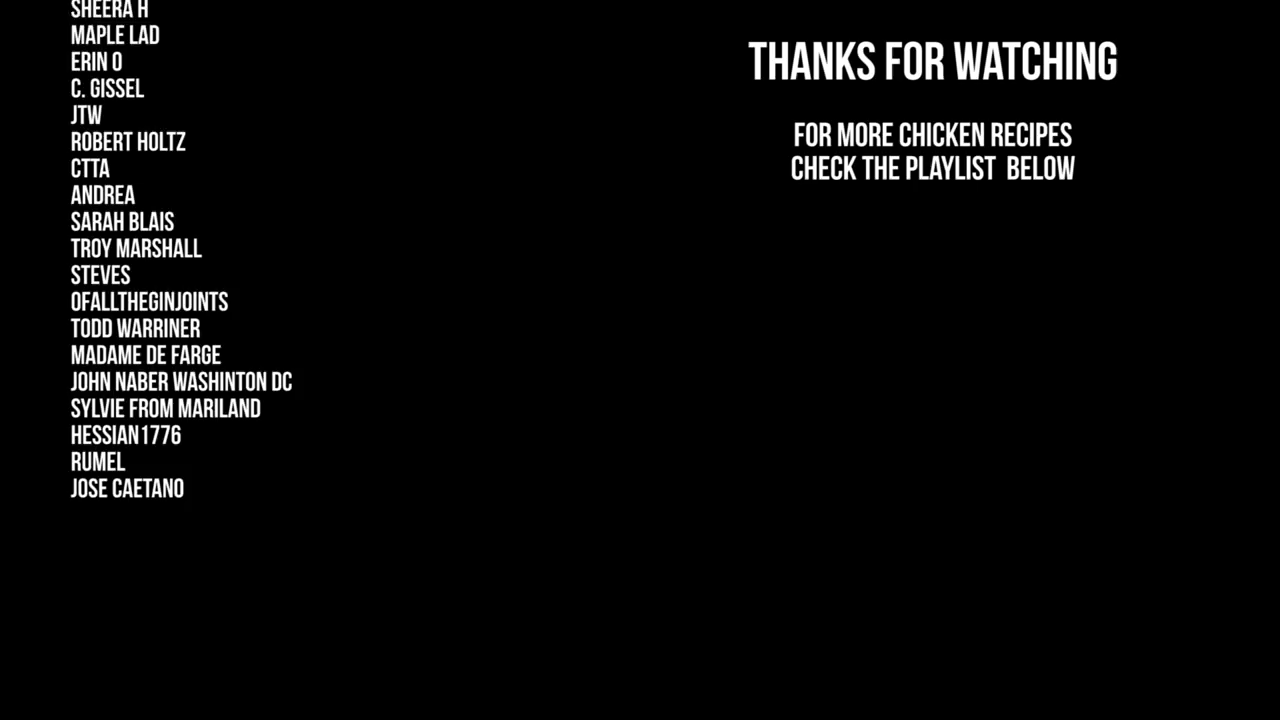 SHEERA H
MAPLE LAD
ERIN O
C. GISSEL
JTW
ROBERT HOLTZ
CTTA
ANDREA
SARAH BLAIS
TROY MARSHALL
STEVES
OFALLTHEGINJOINTS
TODD WARRINER
MADAME DE FARGE
JOHN NABER WASHINTON DC
SYLVIE FROM MARILAND
HESSIAN1776
RUMEL
JOSE CAETANO
THANKS FOR WATCHING
FOR MORE CHICKEN RECIPES
CHECK THE PLAYLIST BELOW